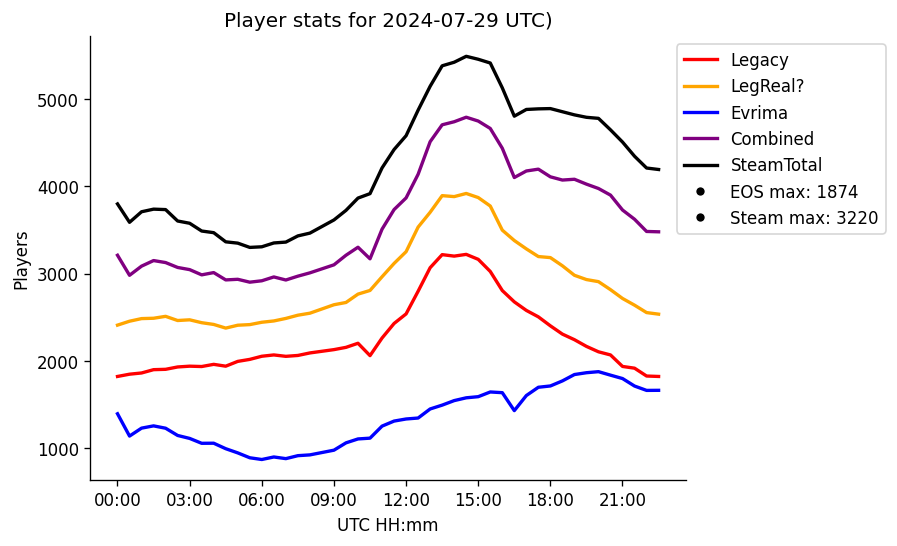 Player stats for 2024-07-29 UTC)
Players
5000
4000
3000
2000
1000
00:00 03:00 06:00 09:00 12:00 15:00 18:00 21:00
UTC HH:mm
Legacy
LegReal?
Evrima
Combined
SteamTotal
EOS max: 1874
Steam max: 3220